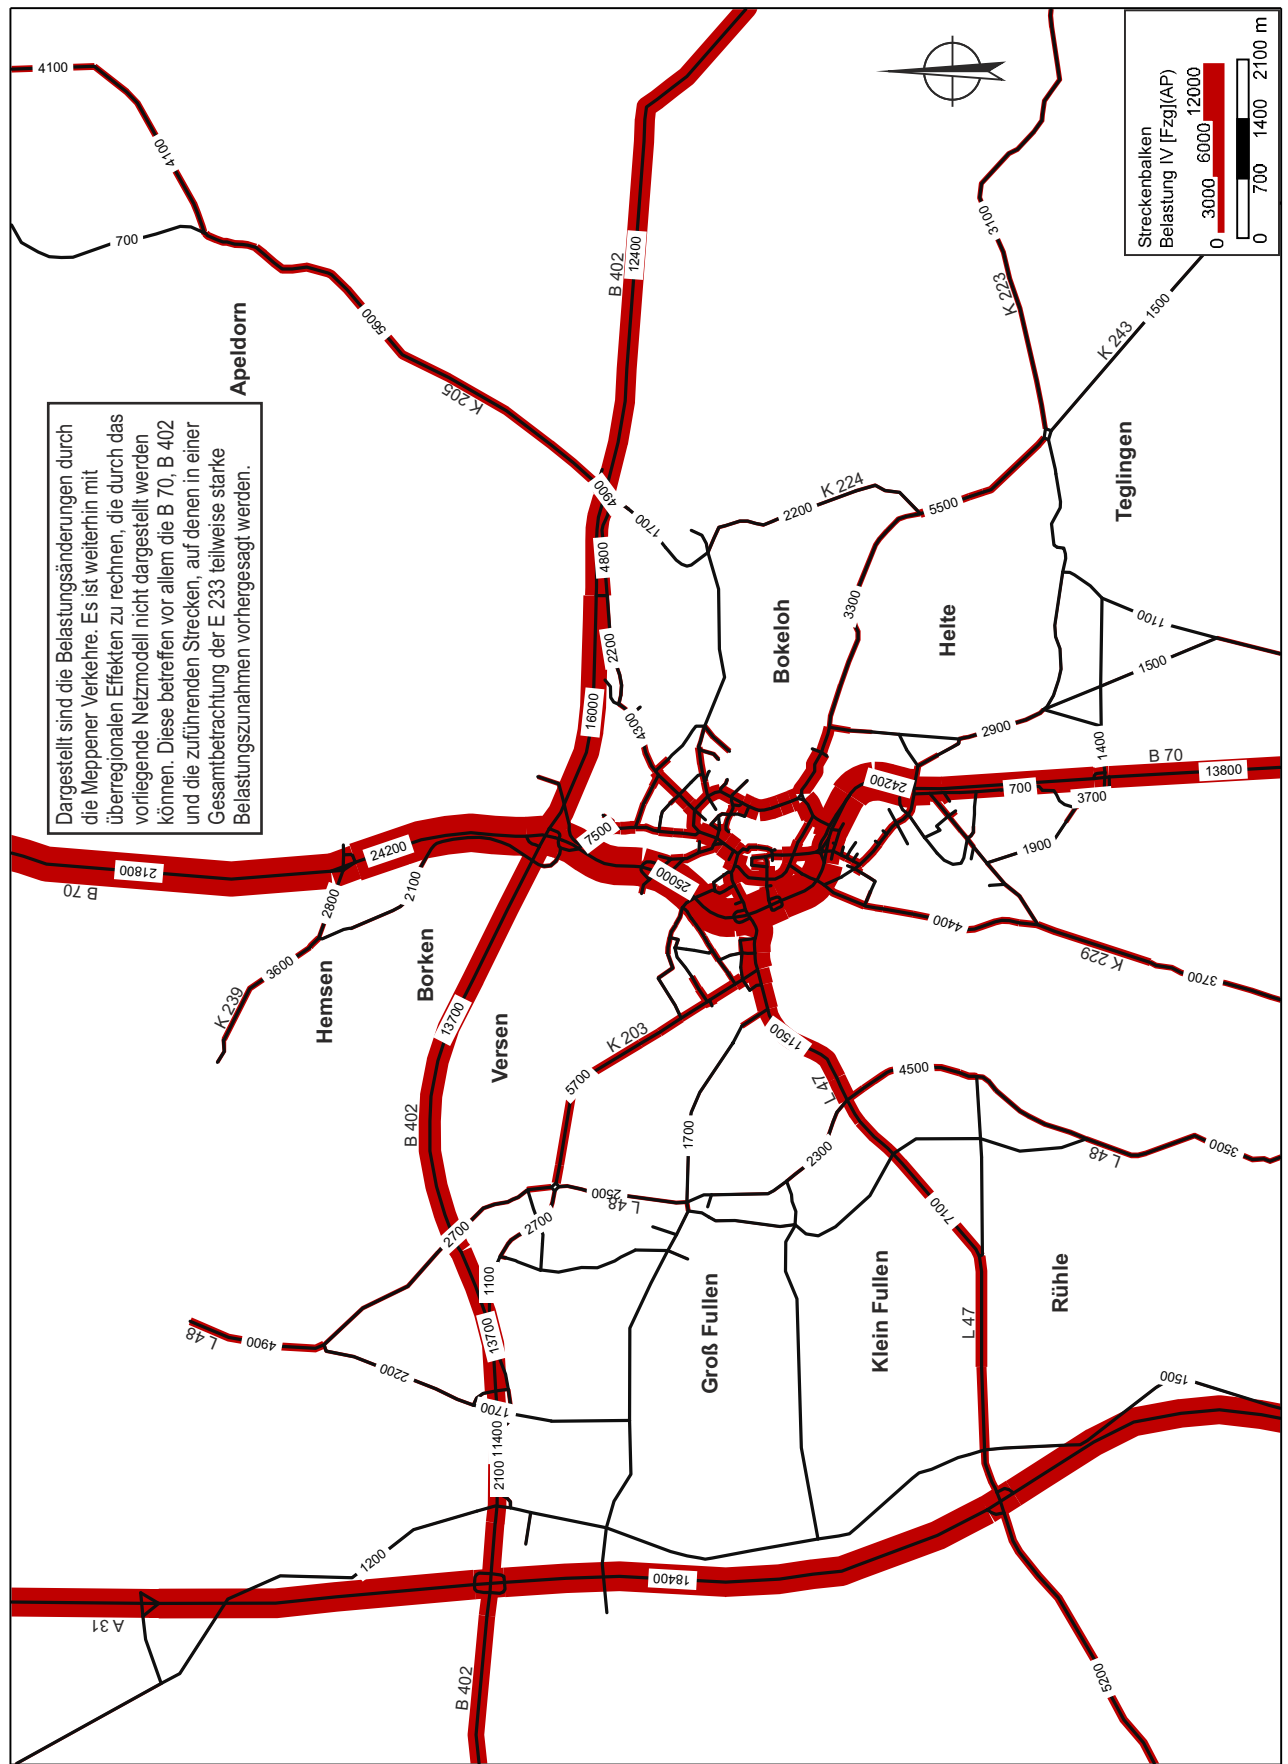 Dargestellt sind die Belastungsänderungen durch
die Meppener Verkehre. Es ist weiterhin mit
überregionalen Effekten zu rechnen, die durch das
vorliegende Netzmodell nicht dargestellt werden
können. Diese betreffen vor allem die B 70, B 402
und die zuführenden Strecken, auf denen in einer
Gesamtbetrachtung der E 233 teilweise starke
Belastungszunahmen vorhergesagt werden.
A 31
1200
B 402
18400
2100
11400
1700
13700
1100
2200
4900
L 48
2700
2700
2500
L 48
5700
K 203
B 402
13700
Versen
Borken
Hemsen
K 239
3600
2800
2100
24200
21800
B 70
7500
25000
16000
2200
4300
4800
4900
1700
K 205
5600
Apeldorn
700
4100
4100
B 402
12400
K 224
2200
5500
3300
Bokeloh
Helte
Teglingen
K 223
3100
K 243
1500
1100
1500
2900
1400
B 70
13800
700
3700
1900
24200
4400
K 229
3700
11500
L 47
4500
2300
1700
L 48
3500
7100
L 47
Groß Fullen
Klein Fullen
Rühle
1500
5200
Streckenbalken
Belastung IV [Fzg](AP)
0 3000 6000 12000
0 700 1400 2100 m